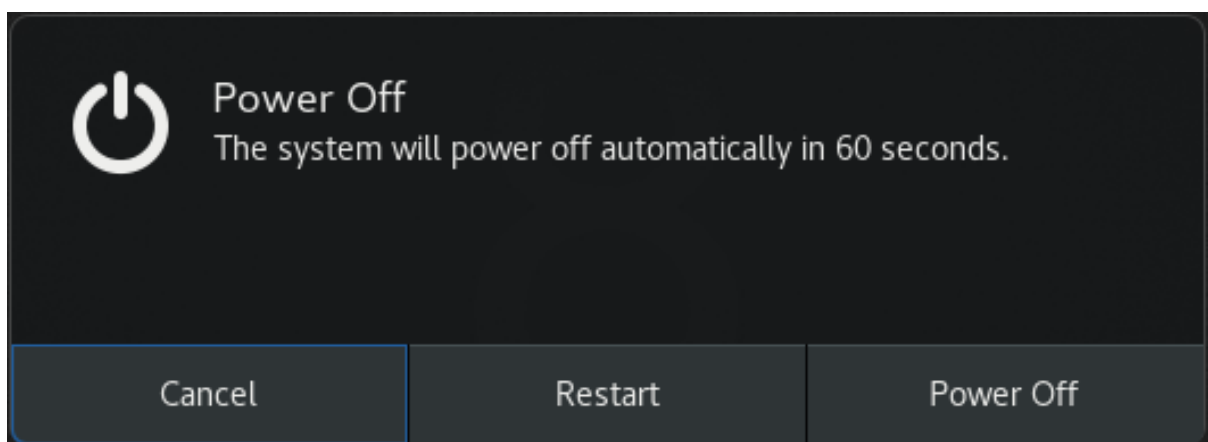 Power Off
The system will power off automatically in 60 seconds.
Cancel
Restart
Power Off